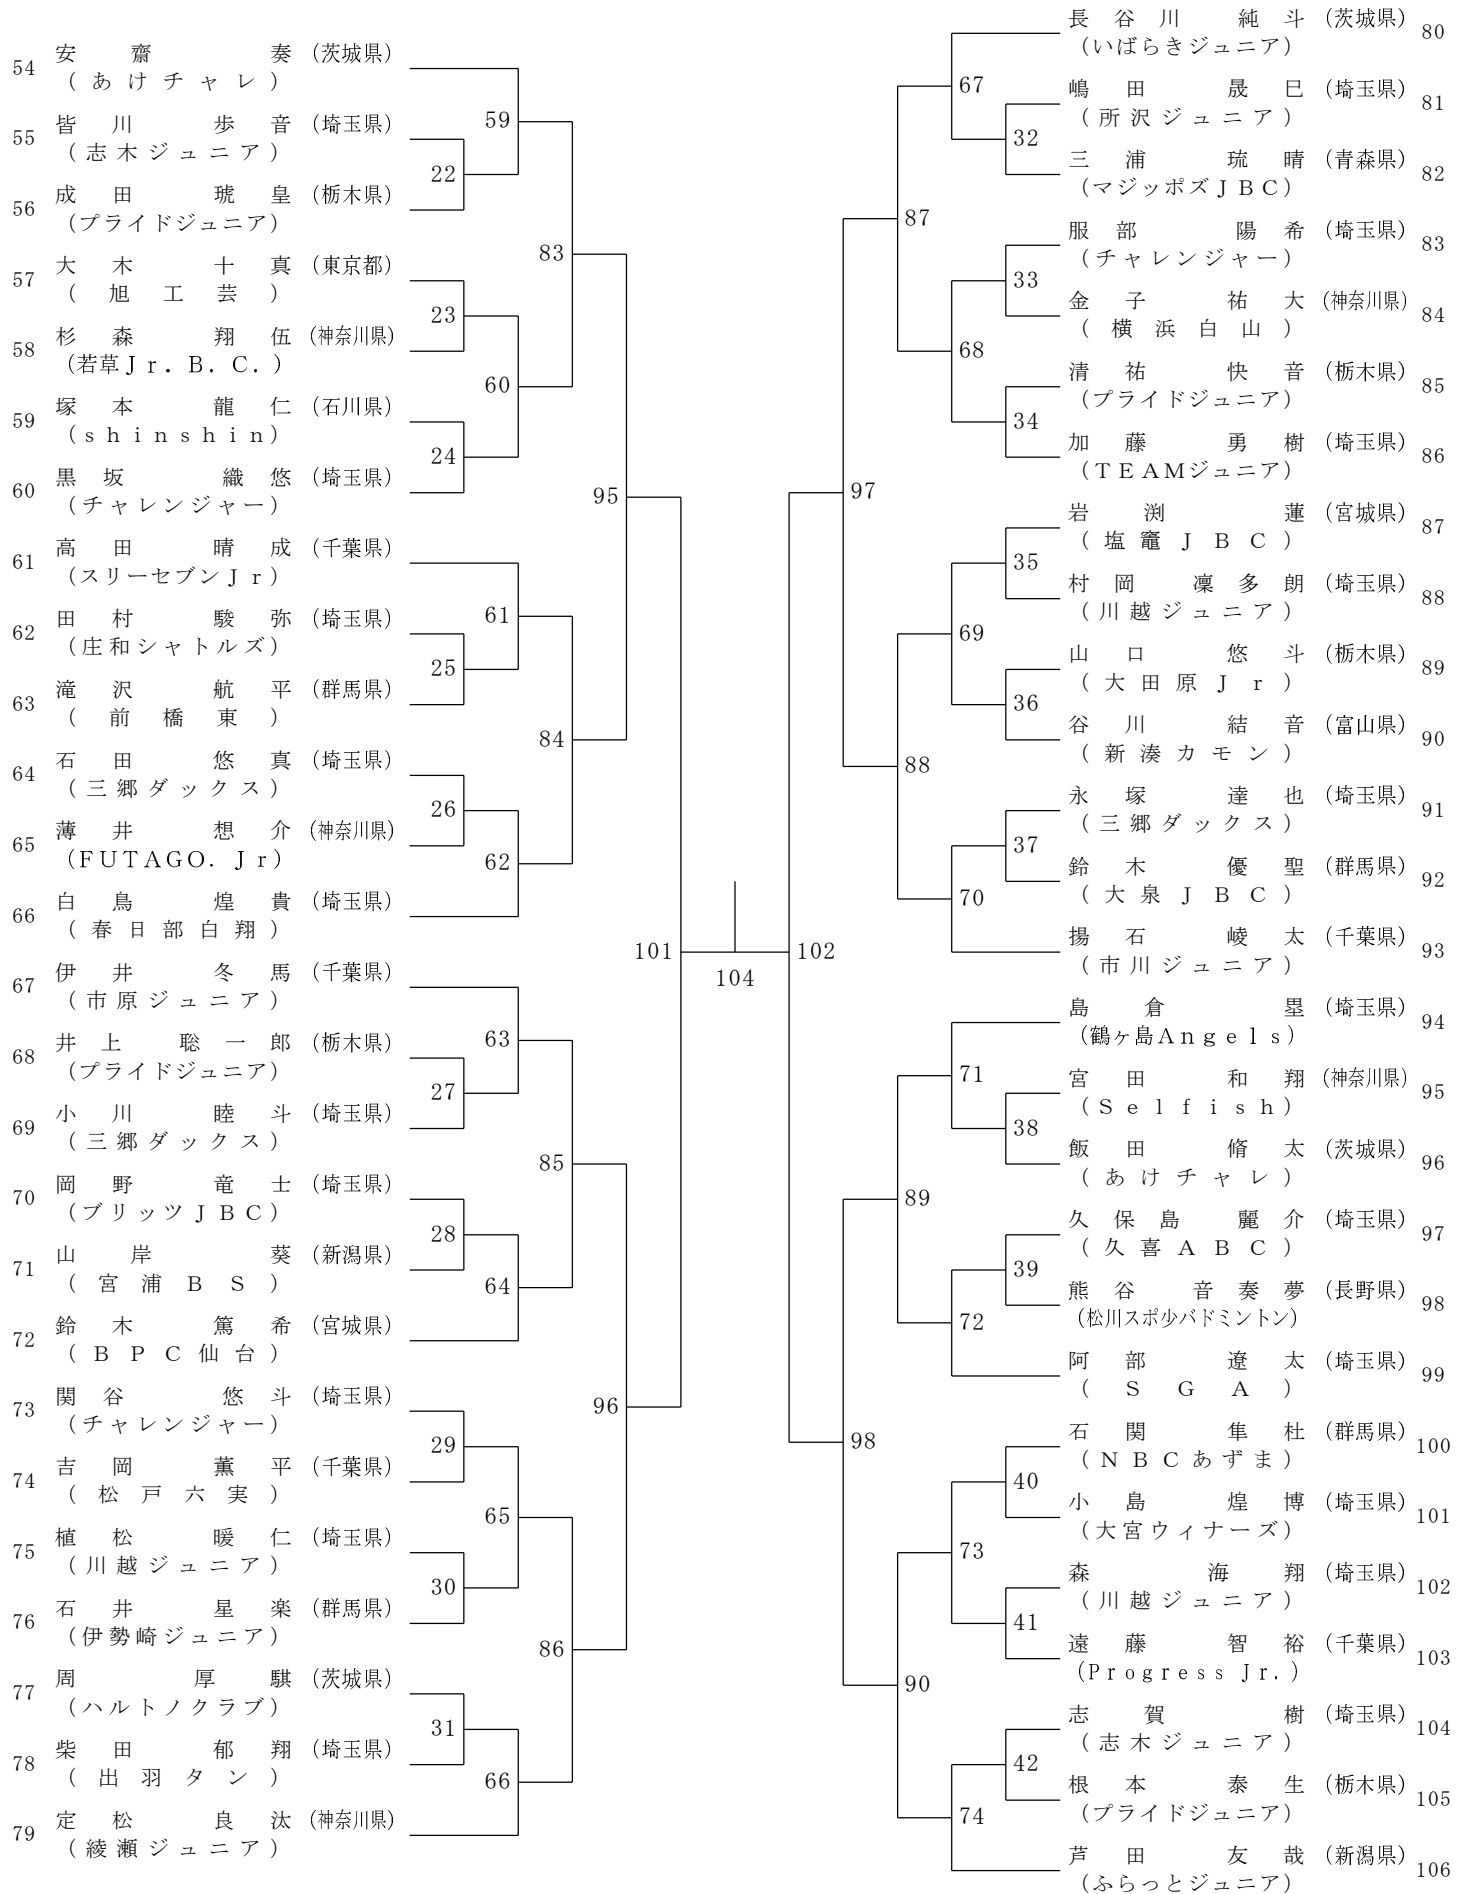 54 安齋 奏 (茨城県)
(あけチャレ)
55 皆川 歩音 (埼玉県)
(志木ジュニア)
56 成田 琥皇 (栃木県)
(プライドジュニア)
57 大木 十真 (東京都)
(旭工芸)
58 杉森 翔伍 (神奈川県)
(若草Jr.B.C.)
59 塚本 龍仁 (石川県)
(shinshin)
60 黒坂 織悠 (埼玉県)
(チャレンジャー)
61 高田 晴成 (千葉県)
(スリーセブンJr)
62 田村 駿弥 (埼玉県)
(庄和シャトルズ)
63 滝沢 航平 (群馬県)
(前橋東)
64 石田 悠真 (埼玉県)
(三郷ダックス)
65 薄井 想介 (神奈川県)
(FUTAGO.Jr)
66 白鳥 煌貴 (埼玉県)
(春日部白翔)
67 伊井 冬馬 (千葉県)
(市原ジュニア)
68 井上 聡一郎 (栃木県)
(プライドジュニア)
69 小川 睦斗 (埼玉県)
(三郷ダックス)
70 岡野 竜士 (埼玉県)
(ブリッツJBC)
71 山岸 葵 (新潟県)
(宮浦BS)
72 鈴木 篤希 (宮城県)
(BPC仙台)
73 関谷 悠斗 (埼玉県)
(チャレンジャー)
74 吉岡 薫平 (千葉県)
(松戸六実)
75 植松 暖仁 (埼玉県)
(川越ジュニア)
76 石井 星楽 (群馬県)
(伊勢崎ジュニア)
77 周 厚騏 (茨城県)
(ハルトノクラブ)
78 柴田 郁翔 (埼玉県)
(出羽タン)
79 定松 良汰 (神奈川県)
(綾瀬ジュニア)
22
23
24
25
26
27
28
29
30
31
59
60
61
62
63
64
65
66
83
84
85
86
95
96
101
104
102
97
98
87
88
89
90
67
68
69
70
71
72
73
74
32
33
34
35
36
37
38
39
40
41
42
長谷川 純斗 (茨城県) 80
(いばらきジュニア)
嶋田 晟巳 (埼玉県) 81
(所沢ジュニア)
三浦 琉晴 (青森県) 82
(マジッポズJBC)
服部 陽希 (埼玉県) 83
(チャレンジャー)
金子 祐大 (神奈川県) 84
(横浜白山)
清祐 快音 (栃木県) 85
(プライドジュニア)
加藤 勇樹 (埼玉県) 86
(TEAMジュニア)
岩渕 蓮 (宮城県) 87
(塩竈JBC)
村岡 凜多朗 (埼玉県) 88
(川越ジュニア)
山口 悠斗 (栃木県) 89
(大田原Jr)
谷川 結音 (富山県) 90
(新湊カモン)
永塚 達也 (埼玉県) 91
(三郷ダックス)
鈴木 優聖 (群馬県) 92
(大泉JBC)
揚石 崚太 (千葉県) 93
(市川ジュニア)
島倉 塁 (埼玉県) 94
(鶴ヶ島Angels)
宮田 和翔 (神奈川県) 95
(Selfish)
飯田 脩太 (茨城県) 96
(あけチャレ)
久保島 麗介 (埼玉県) 97
(久喜ABC)
熊谷 音奏夢 (長野県) 98
(松川スポ少バドミントン)
阿部 遼太 (埼玉県) 99
(SGA)
石関 隼杜 (群馬県) 100
(NBCあずま)
小島 煌博 (埼玉県) 101
(大宮ウィナーズ)
森 海翔 (埼玉県) 102
(川越ジュニア)
遠藤 智裕 (千葉県) 103
(Progress Jr.)
志賀 樹 (埼玉県) 104
(志木ジュニア)
根本 泰生 (栃木県) 105
(プライドジュニア)
芦田 友哉 (新潟県) 106
(ふらっとジュニア)